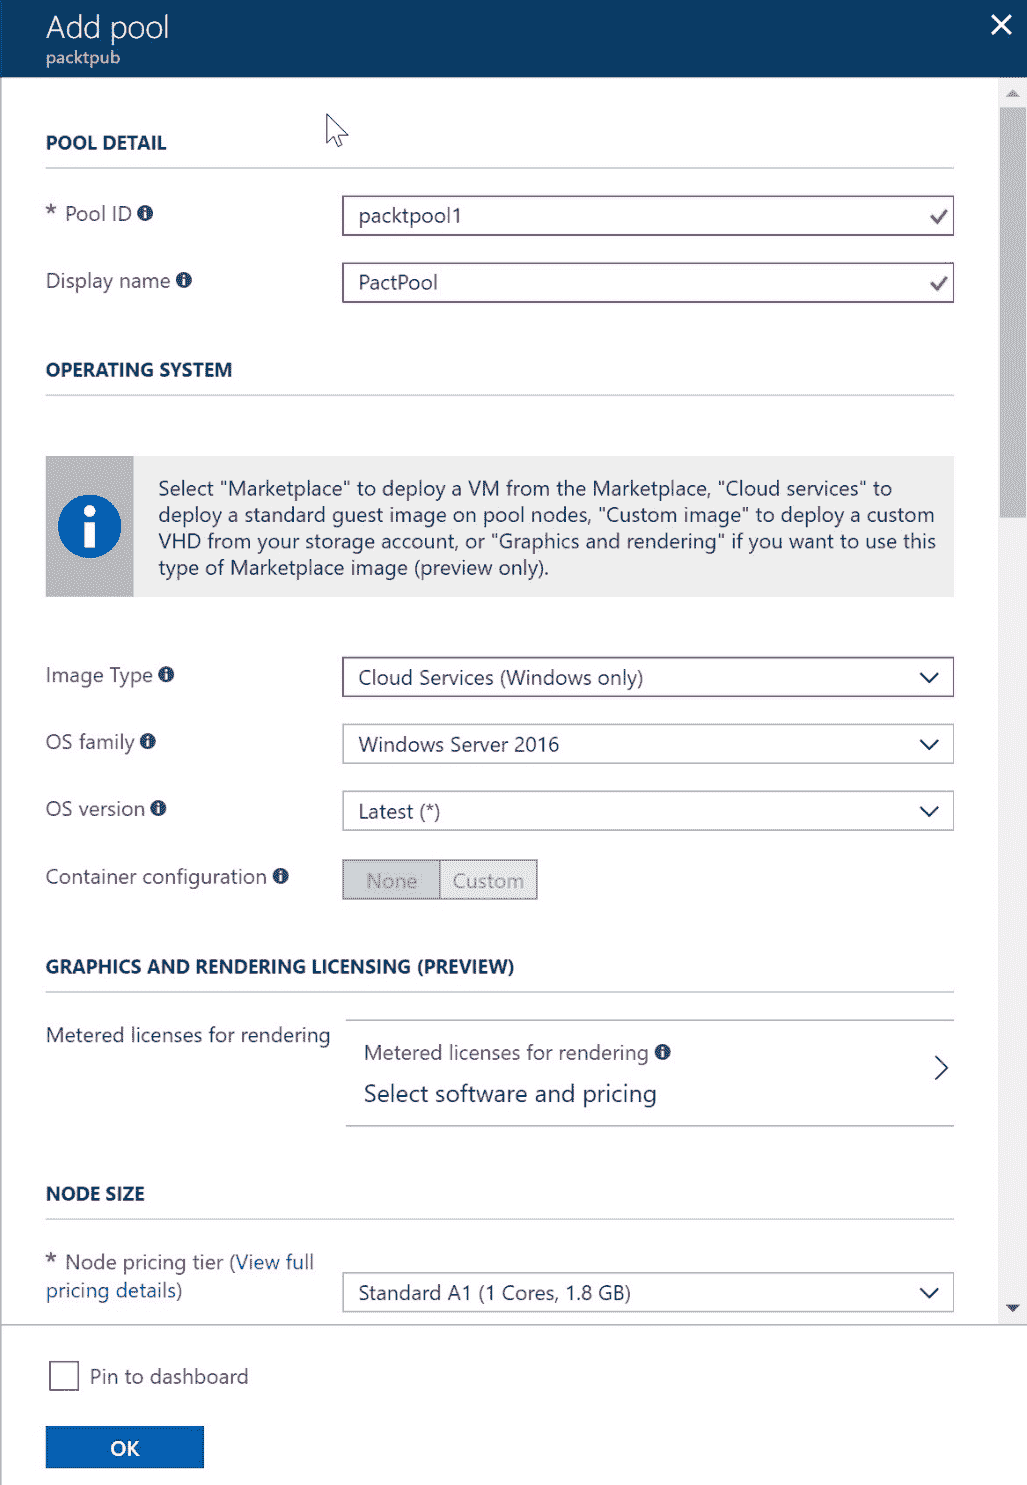 Add pool
packtpub
POOL DETAIL
* Pool ID
packtpool1
Display name
PactPool
OPERATING SYSTEM
Select "Marketplace" to deploy a VM from the Marketplace, "Cloud services" to
deploy a standard guest image on pool nodes, "Custom image" to deploy a custom
VHD from your storage account, or "Graphics and rendering" if you want to use this
type of Marketplace image (preview only).
Image Type
Cloud Services (Windows only)
OS family
Windows Server 2016
OS version
Latest (*)
Container configuration
None Custom
GRAPHICS AND RENDERING LICENSING (PREVIEW)
Metered licenses for rendering
Metered licenses for rendering
Select software and pricing
NODE SIZE
* Node pricing tier (View full
pricing details)
Standard A1 (1 Cores, 1.8 GB)
Pin to dashboard
OK